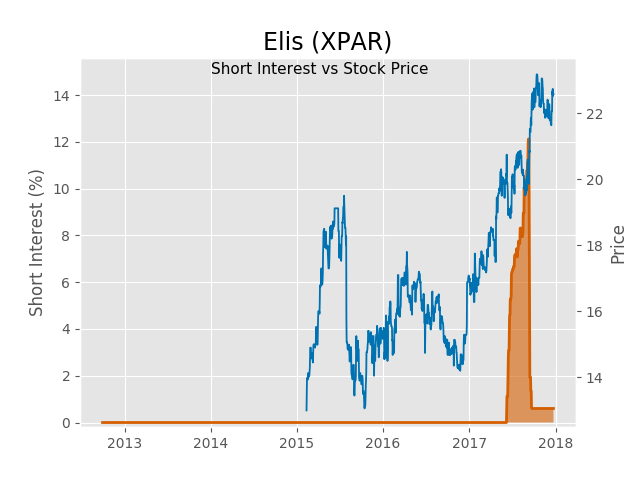 Elis (XPAR)
Short Interest vs Stock Price
Short Interest (%)
14
12
10
8
6
4
2
0
22
20
18
16
14
Price
2013 2014 2015 2016 2017 2018